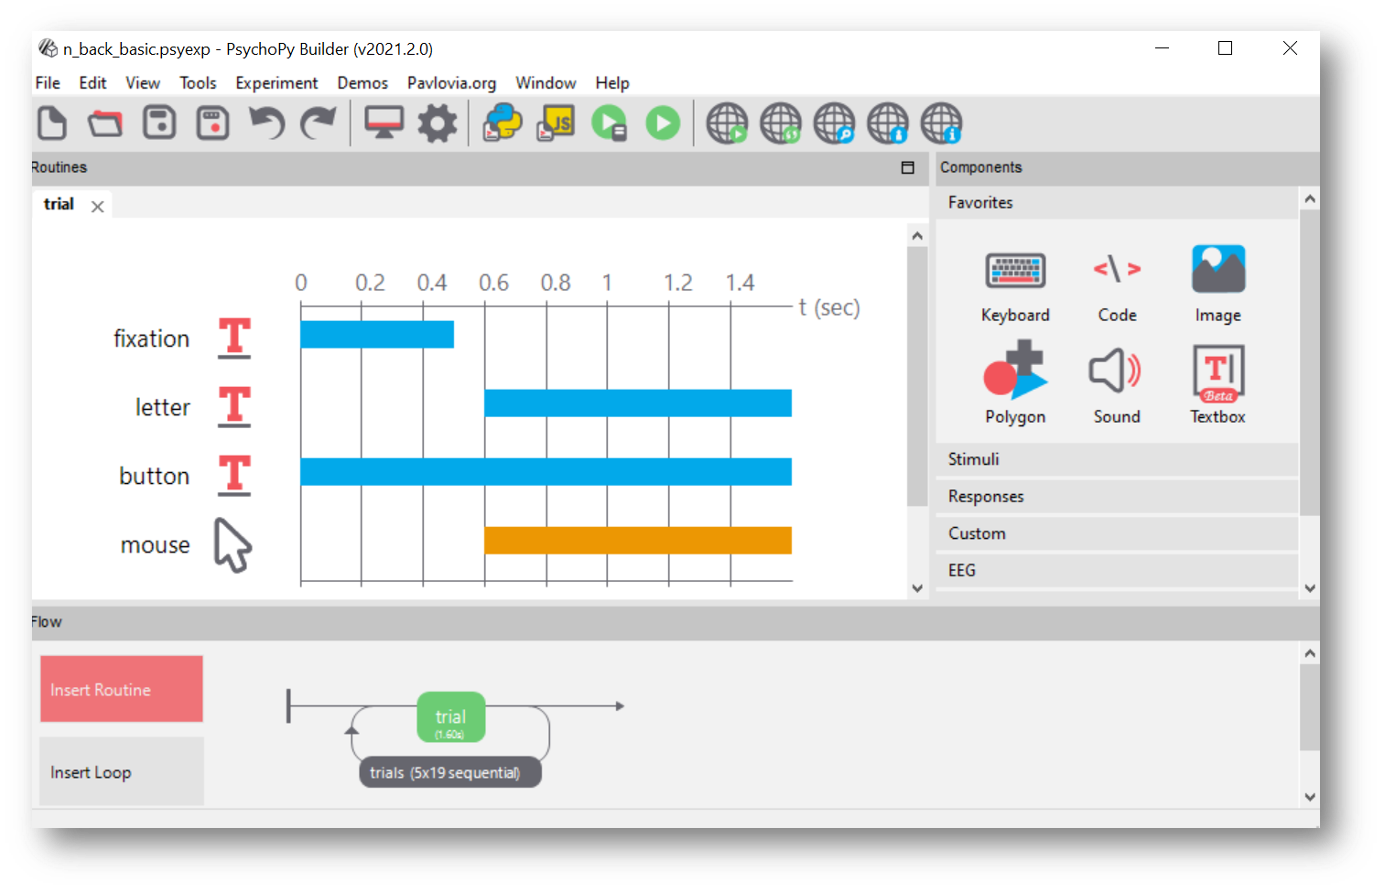 n_back_basic.psyexp - PsychoPy Builder (v2021.2.0)
File Edit View Tools Experiment Demos Pavlovia.org Window Help
JS
Routines
trial
0 0.2 0.4 0.6 0.8 1 1.2 1.4
t (sec)
fixation T
letter T
button T
mouse
Components
Favorites
Keyboard Code Image
T
Beta
Polygon Sound Textbox
Stimuli
Responses
Custom
EEG
Flow
Insert Routine
Insert Loop
trial
(1.60s)
trials (5x19 sequential)